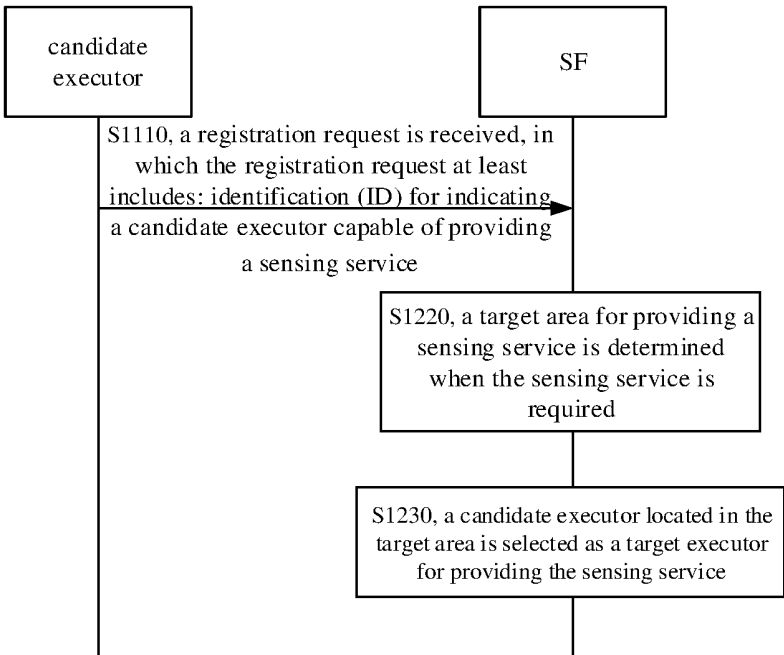 candidate
executor
SF
S1110, a registration request is received, in
which the registration request at least
includes: identification (ID) for indicating
a candidate executor capable of providing
a sensing service
S1220, a target area for providing a
sensing service is determined
when the sensing service is
required
S1230, a candidate executor located in the
target area is selected as a target executor
for providing the sensing service